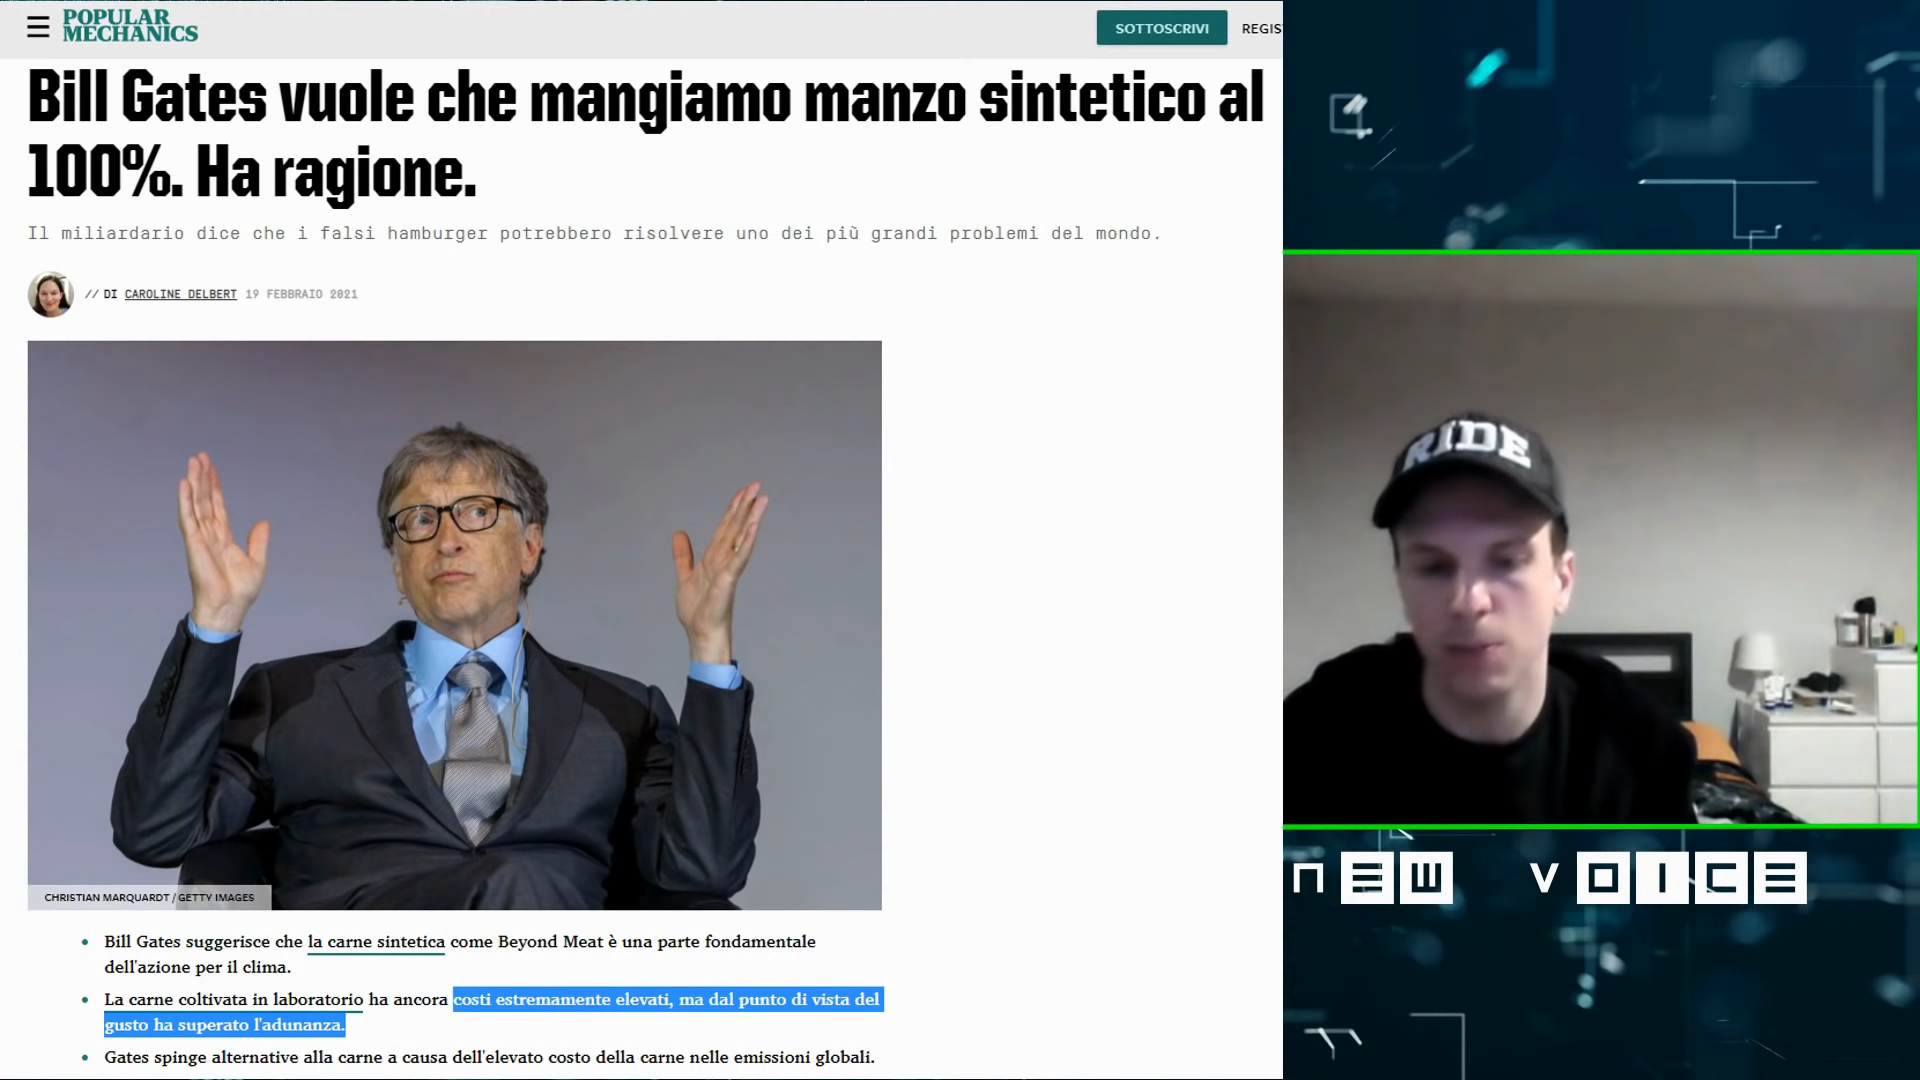 POPULAR
MECHANICS
SOTTOSCRIVI
REGIS
Bill Gates vuole che mangiamo manzo sintetico al
100%. Ha ragione.
Il miliardario dice che i falsi hamburger potrebbero risolvere uno dei più grandi problemi del mondo.
// DI CAROLINE DELBERT 19 FEBBRAIO 2021
CHRISTIAN MARQUARDT / GETTY IMAGES
• Bill Gates suggerisce che la carne sintetica come Beyond Meat è una parte fondamentale
dell'azione per il clima.
• La carne coltivata in laboratorio ha ancora costi estremamente elevati, ma dal punto di vista del
gusto ha superato l'adunanza.
• Gates spinge alternative alla carne a causa dell'elevato costo della carne nelle emissioni globali.
RIDE
NEW VOICE